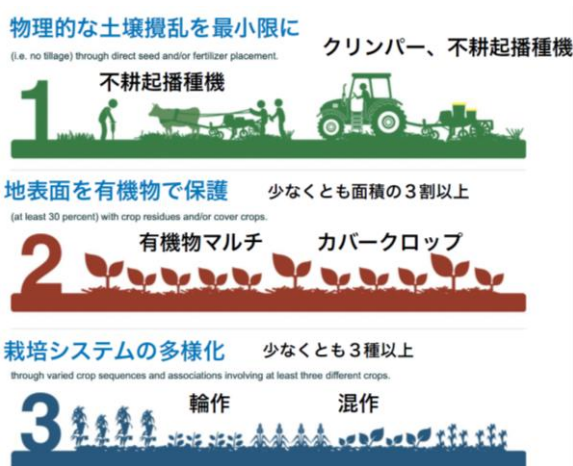 物理的な土壌攪乱を最小限に
クリンパー、不耕起播種機
(i.e. no tillage) through direct seed and/or fertilizer placement.
不耕起播種機
1
地表面を有機物で保護 少なくとも面積の3割以上
(at least 30 percent) with crop residues and/or cover crops.
有機物マルチ カバークロップ
2
栽培システムの多様化 少なくとも3種以上
through varied crop sequences and associations involving at least three different crops.
輪作 混作
3